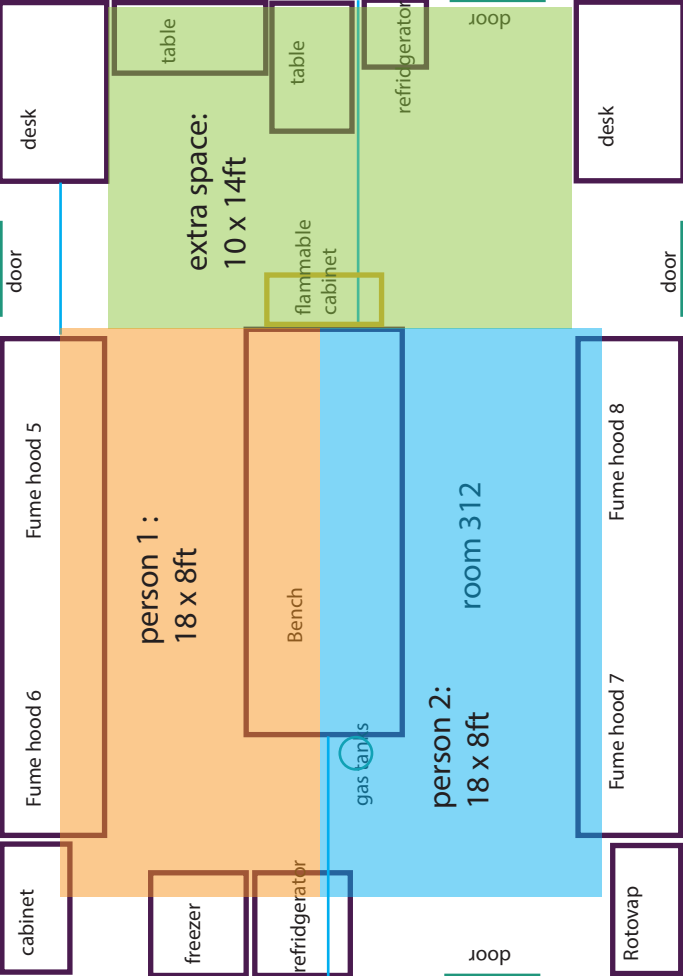 table
table
refridgerator
door
desk
desk
extra space:
10 x 14ft
flammable
cabinet
door
door
Fume hood 5
Fume hood 8
person 1 :
18 x 8ft
room 312
Bench
Fume hood 6
Fume hood 7
person 2:
18 x 8ft
gas tanks
cabinet
freezer
refridgerator
door
Rotovap